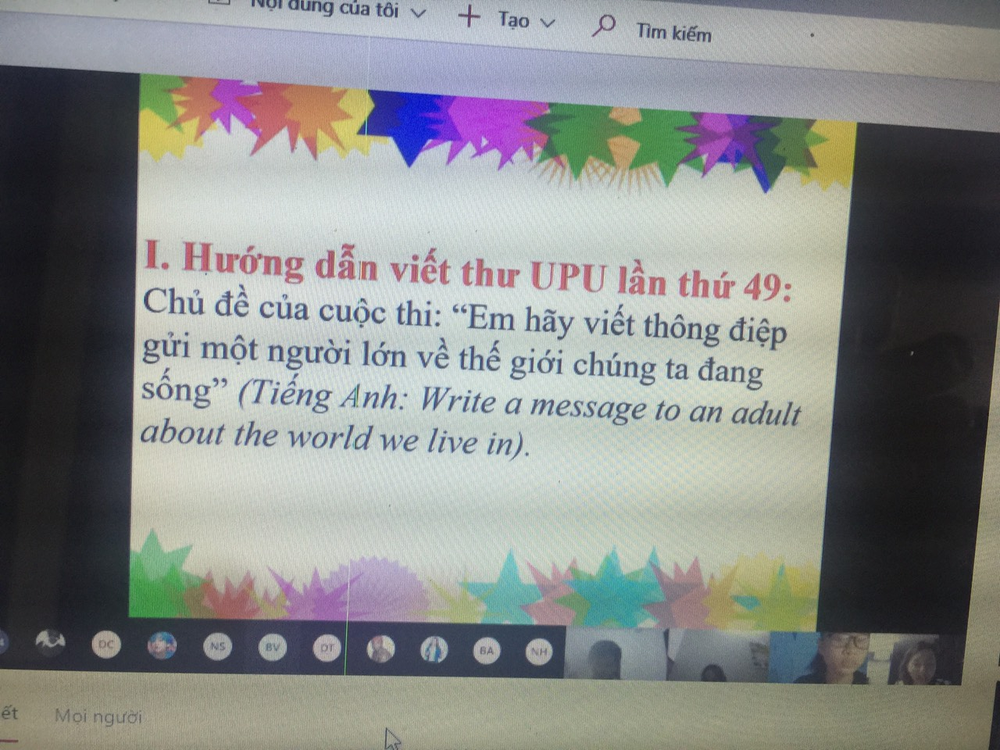 Nội dung của tôi
Tạo
Tìm kiếm
I. Hướng dẫn viết thư UPU lần thứ 49:
Chủ đề của cuộc thi: “Em hãy viết thông điệp
gửi một người lớn về thế giới chúng ta đang
sống” (Tiếng Anh: Write a message to an adult
about the world we live in).
DC NS BV DT BA NH
Mọi người